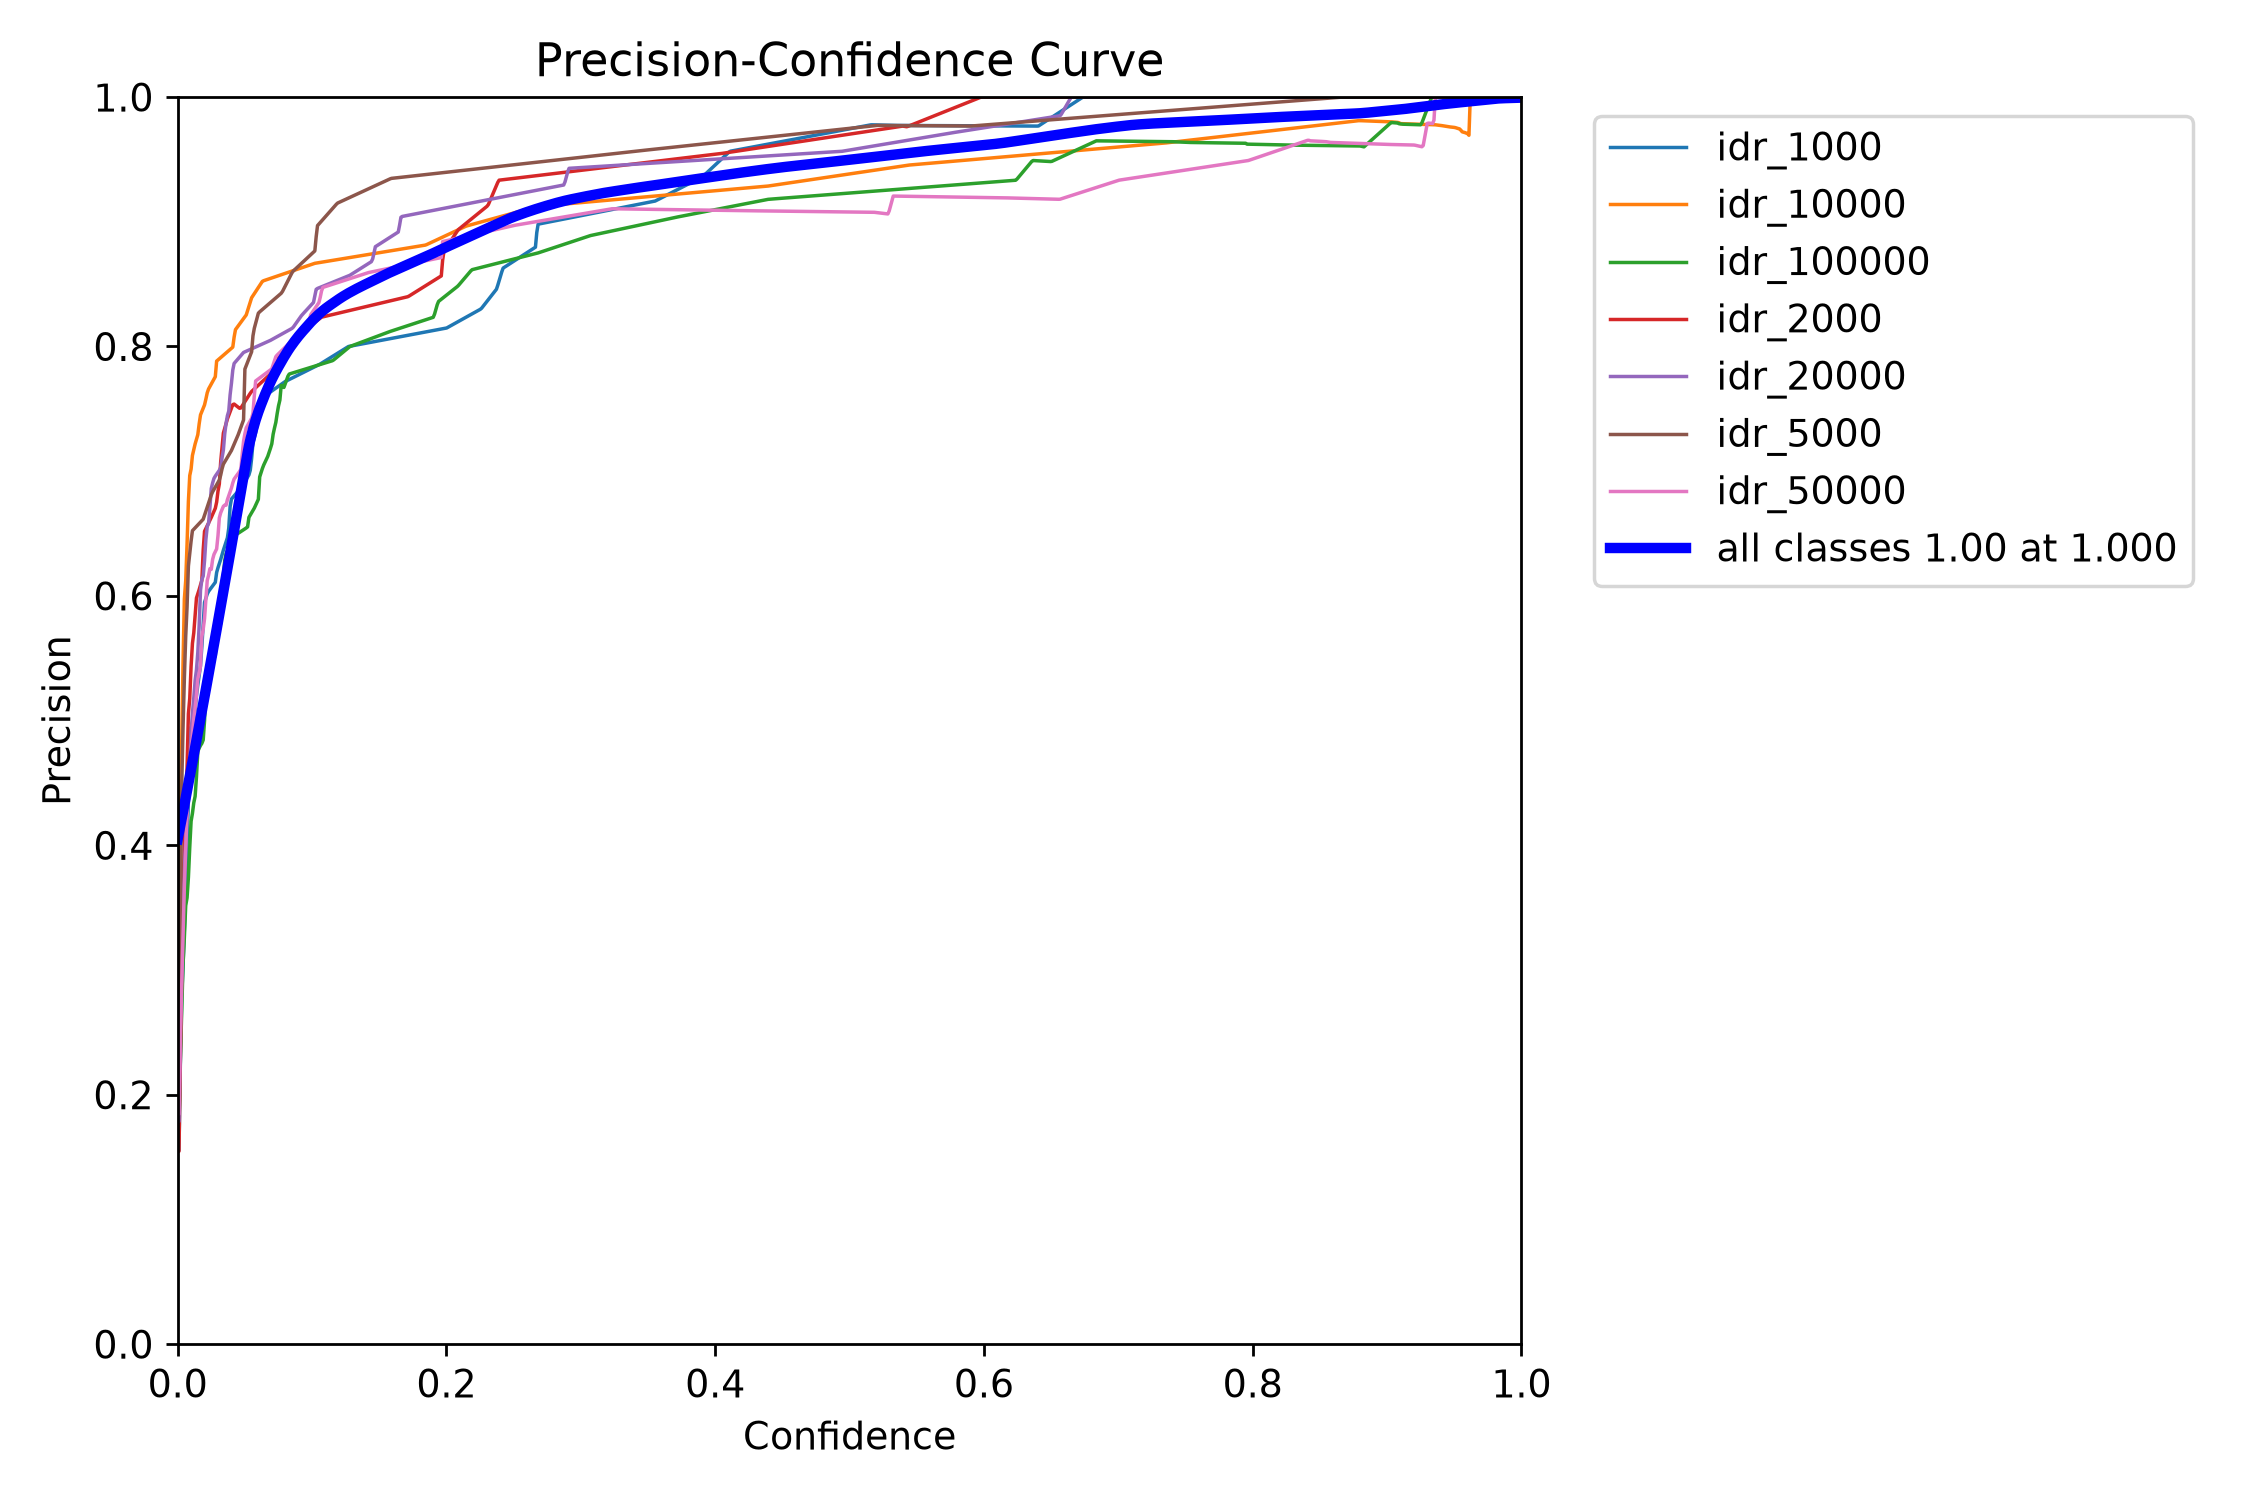 Precision-Confidence Curve
1.0
0.8
0.6
0.4
0.2
0.0
Precision
0.0 0.2 0.4 0.6 0.8 1.0
Confidence
idr_1000
idr_10000
idr_100000
idr_2000
idr_20000
idr_5000
idr_50000
all classes 1.00 at 1.000